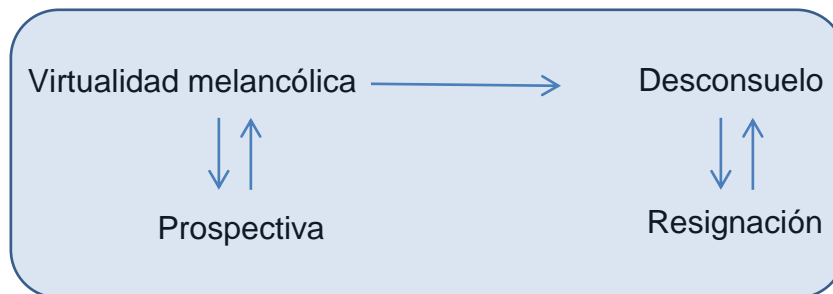 Virtualidad melancólica
Desconsuelo
Prospectiva
Resignación